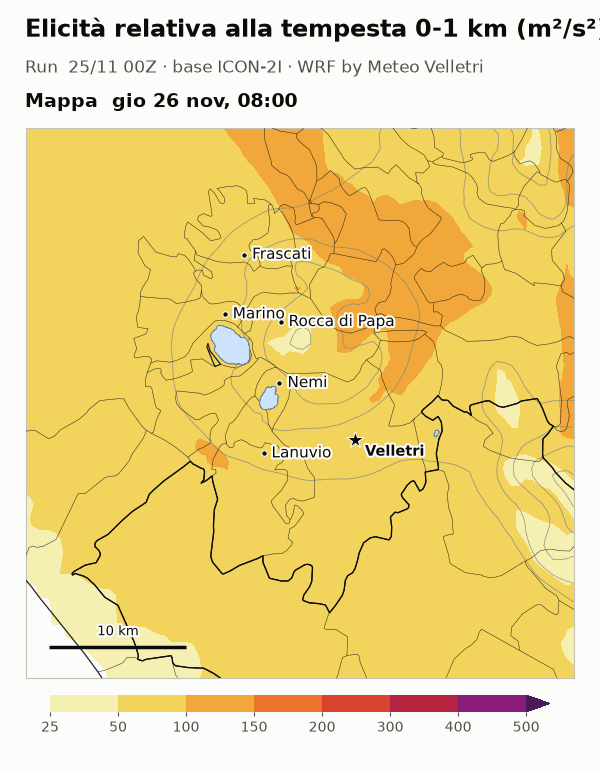 Elicità relativa alla tempesta 0-1 km (m²/s²)
Run 25/11 00Z · base ICON-2I · WRF by Meteo Velletri
Mappa gio 26 nov, 08:00
Frascati
Marino
Rocca di Papa
Nemi
Velletri
Lanuvio
10 km
25 50 100 150 200 300 400 500